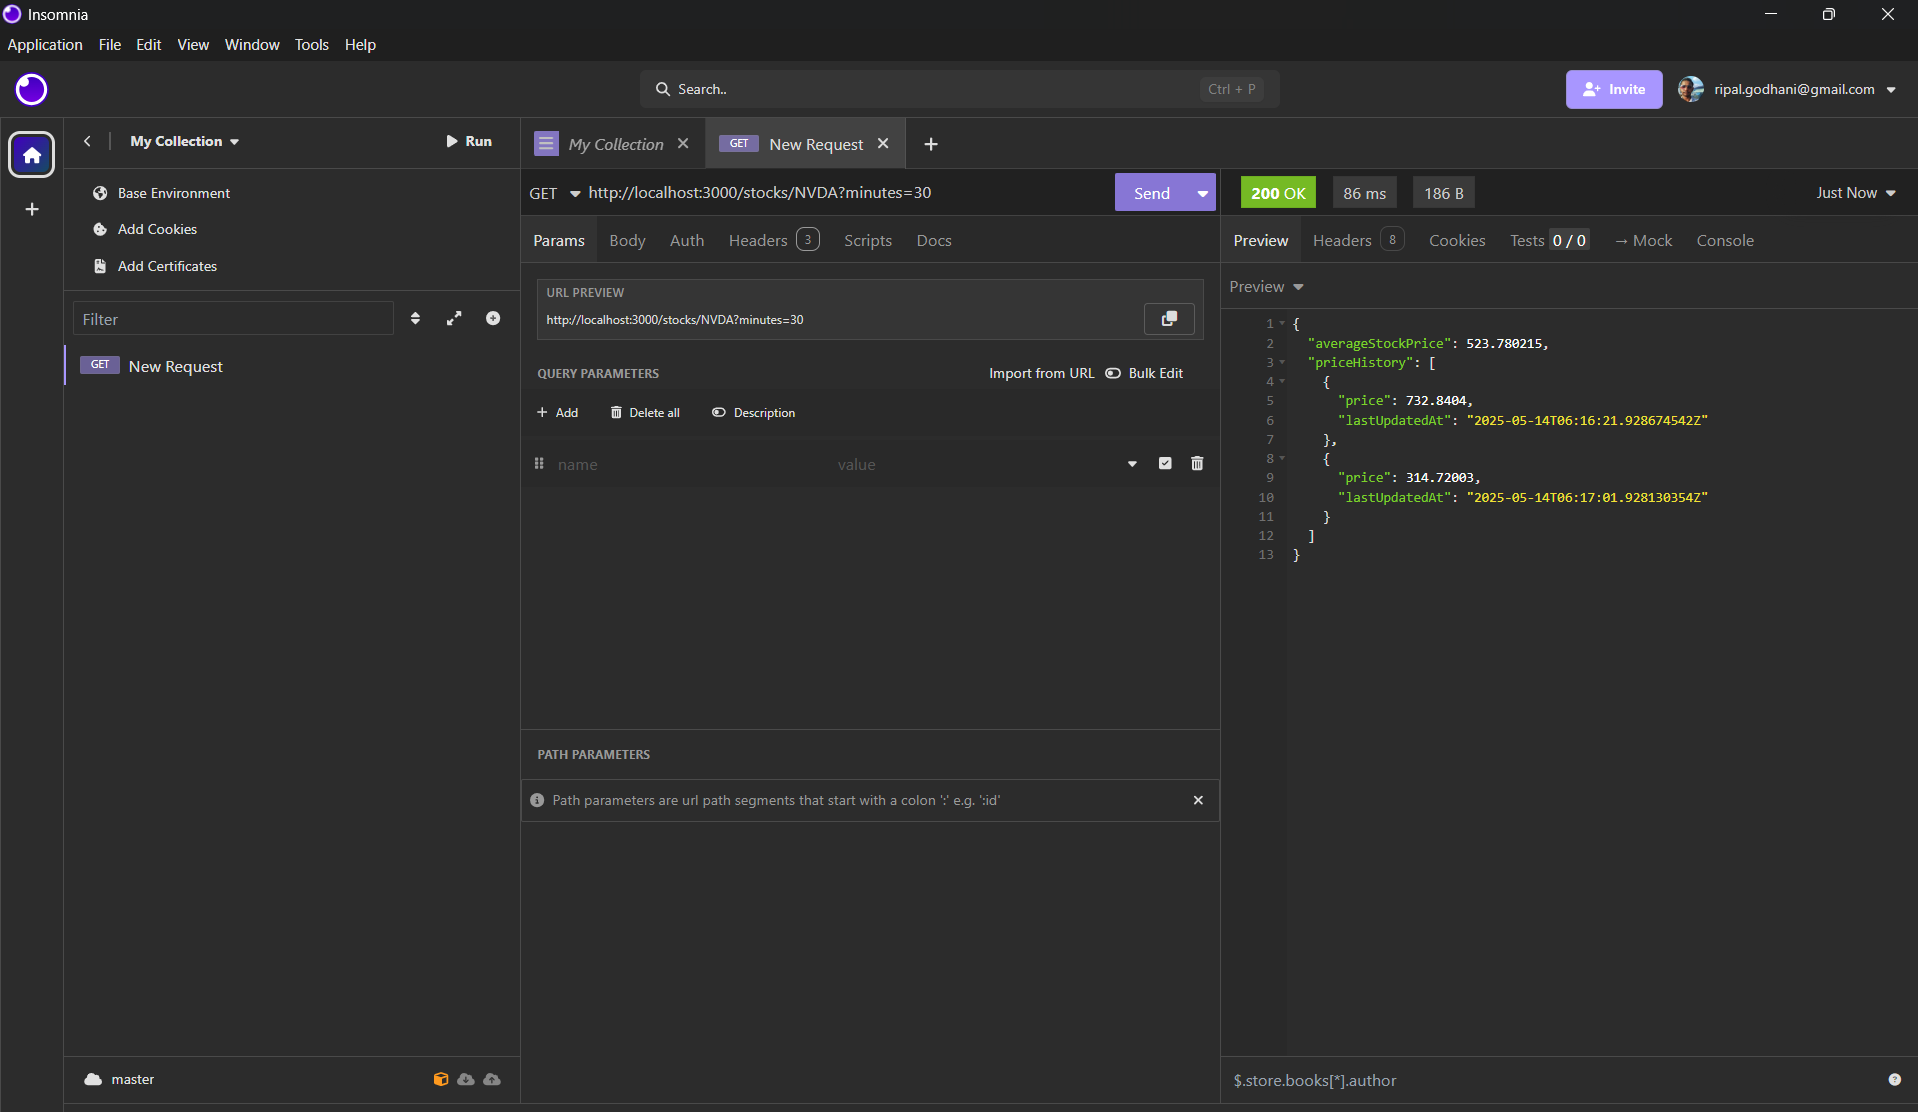 Insomnia
Application File Edit View Window Tools Help
Search.. Ctrl + P
Invite
ripal.godhani@gmail.com
My Collection
Run
My Collection
GET New Request
Base Environment
Add Cookies
Add Certificates
Filter
GET New Request
GET http://localhost:3000/stocks/NVDA?minutes=30
Send
Params Body Auth Headers 3 Scripts Docs
URL PREVIEW
http://localhost:3000/stocks/NVDA?minutes=30
QUERY PARAMETERS
Import from URL Bulk Edit
Add Delete all Description
name value
PATH PARAMETERS
Path parameters are url path segments that start with a colon ':' e.g. ':id'
200 OK 86 ms 186 B Just Now
Preview Headers 8 Cookies Tests 0 / 0 → Mock Console
Preview
1 {
2 "averageStockPrice": 523.780215,
3 "priceHistory": [
4 {
5 "price": 732.8404,
6 "lastUpdatedAt": "2025-05-14T06:16:21.928674542Z"
7 },
8 {
9 "price": 314.72003,
10 "lastUpdatedAt": "2025-05-14T06:17:01.928130354Z"
11 }
12 ]
13 }
master
$.store.books[*].author